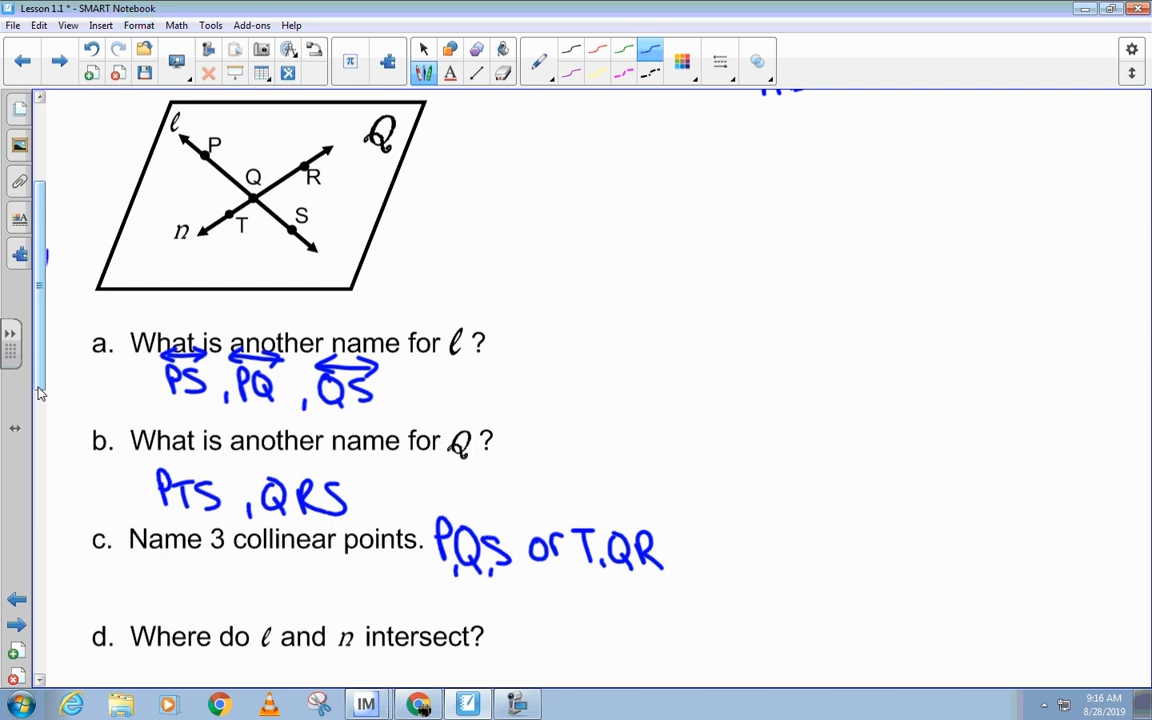 Lesson 1.1 * - SMART Notebook
File Edit View Insert Format Math Tools Add-ons Help
ℓ
P
Q
Q
R
S
T
n
a. What is another name for ℓ ?
PS , PQ , QS
b. What is another name for Q ?
PTS , QRS
c. Name 3 collinear points. P,Q,S or T,QR
d. Where do ℓ and n intersect?
IM
9:16 AM
8/28/2019